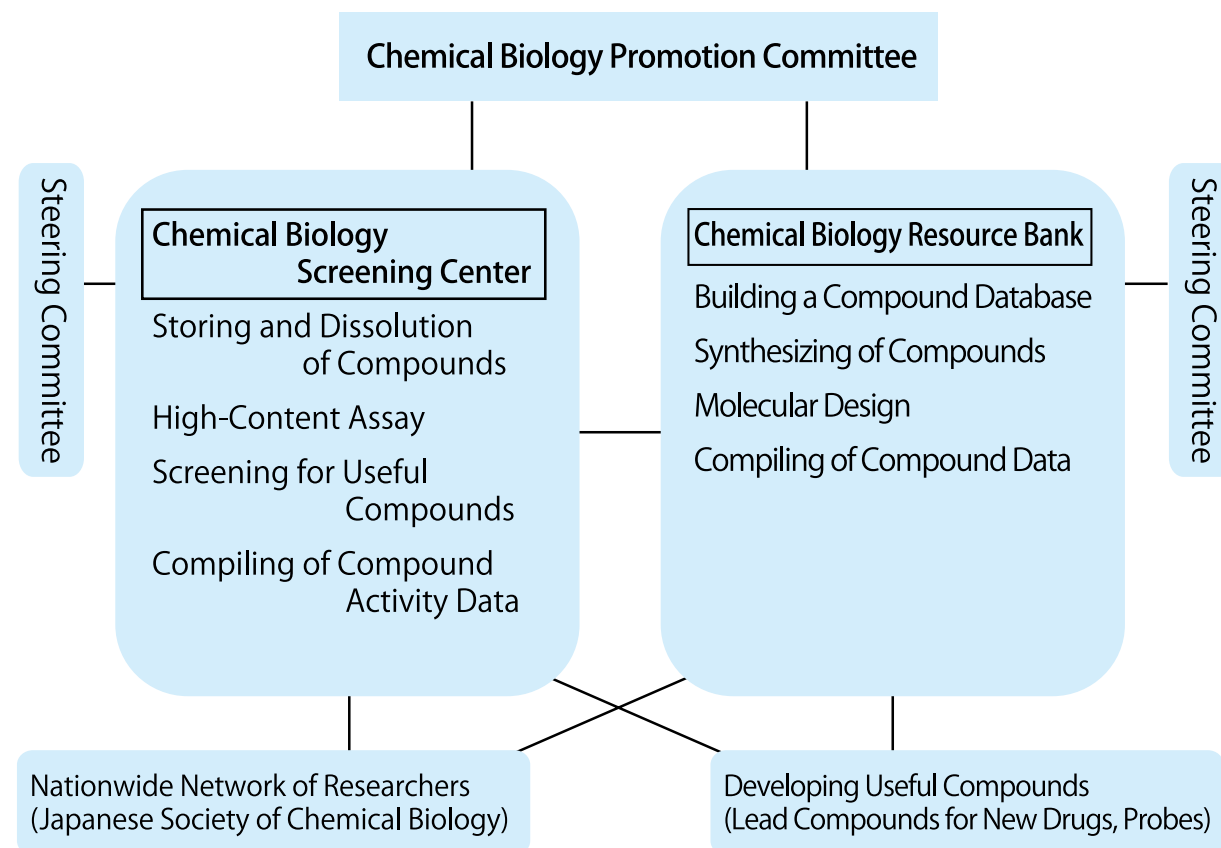 Chemical Biology Promotion Committee
Steering Committee
Chemical Biology
Screening Center
Storing and Dissolution
of Compounds
High-Content Assay
Screening for Useful
Compounds
Compiling of Compound
Activity Data
Chemical Biology Resource Bank
Building a Compound Database
Synthesizing of Compounds
Molecular Design
Compiling of Compound Data
Steering Committee
Nationwide Network of Researchers
(Japanese Society of Chemical Biology)
Developing Useful Compounds
(Lead Compounds for New Drugs, Probes)